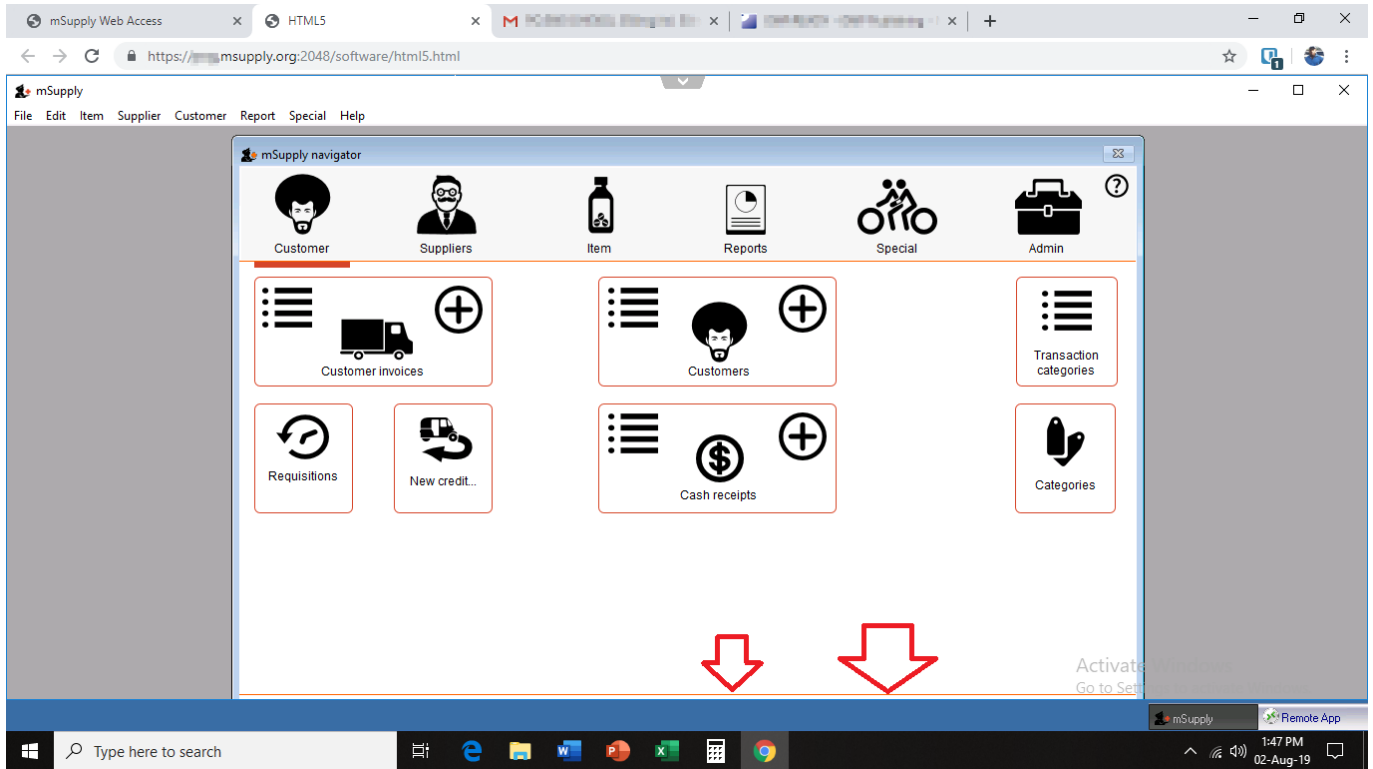 mSupply Web Access
HTML5
https:// msupply.org:2048/software/html5.html
mSupply
File Edit Item Supplier Customer Report Special Help
mSupply navigator
Customer Suppliers Item Reports Special Admin
Customer invoices
Customers
Transaction
categories
Requisitions
New credit...
Cash receipts
Categories
Activate Windows
Go to Set
mSupply
Remote App
Type here to search
1:47 PM
02-Aug-19